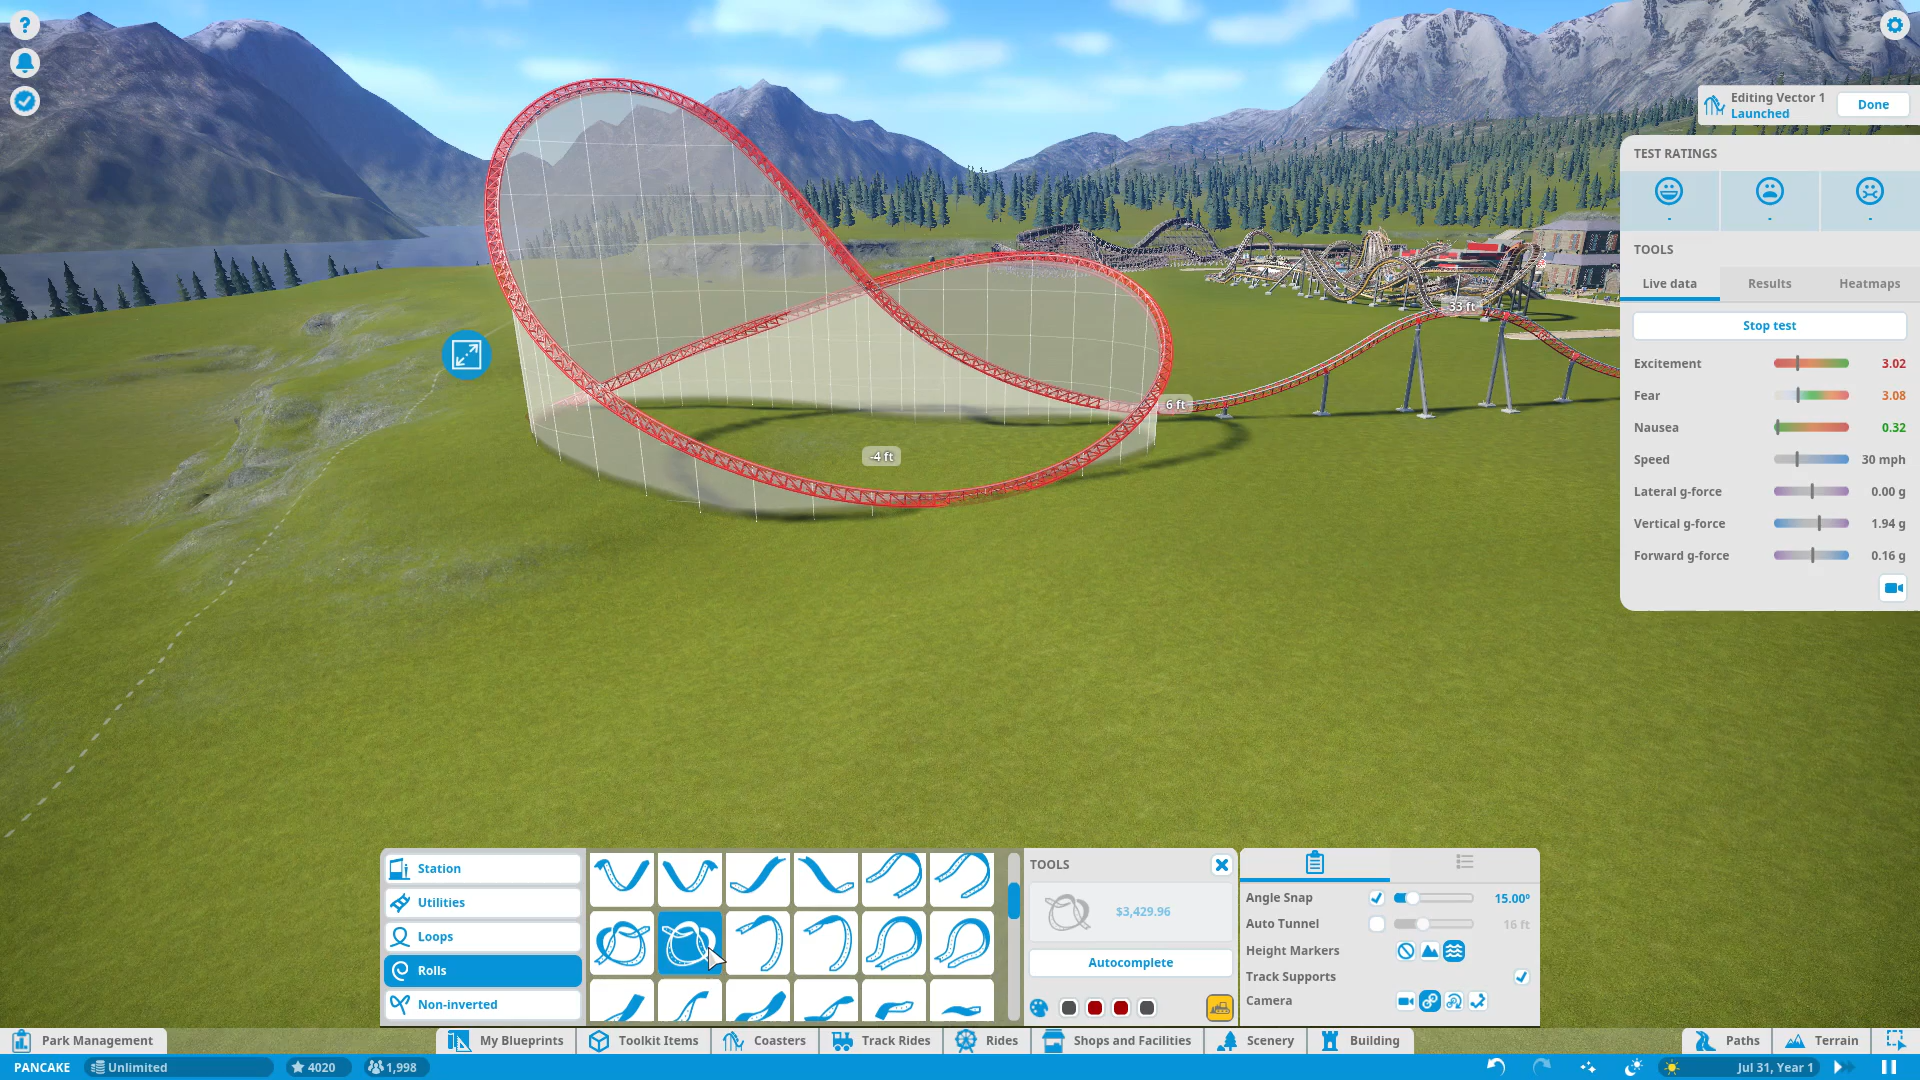 ?
Editing Vector 1
Launched
Done
TEST RATINGS
- - -
TOOLS
Live data Results Heatmaps
Stop test
Excitement 3.02
Fear 3.08
Nausea 0.32
Speed 30 mph
Lateral g-force 0.00 g
Vertical g-force 1.94 g
Forward g-force 0.16 g
33 ft
6 ft
-4 ft
Station
Utilities
Loops
Rolls
Non-inverted
TOOLS
$3,429.96
Autocomplete
Angle Snap 15.00°
Auto Tunnel 16 ft
Height Markers
Track Supports
Camera
Park Management
My Blueprints
Toolkit Items
Coasters
Track Rides
Rides
Shops and Facilities
Scenery
Building
Paths
Terrain
PANCAKE
Unlimited
4020
1,998
Jul 31, Year 1